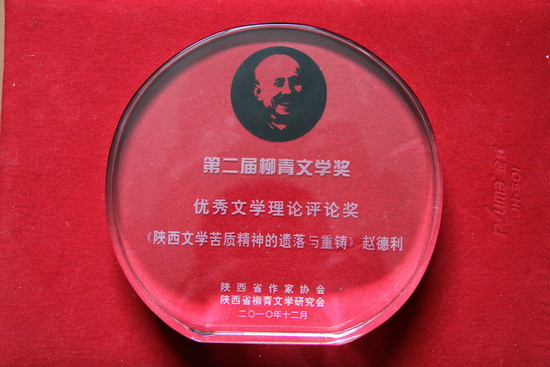 第二届柳青文学奖
优秀文学理论评论奖
《陕西文学苦质精神的遗落与重铸》 赵德利
陕西省作家协会
陕西省柳青文学研究会
二〇一〇年十二月